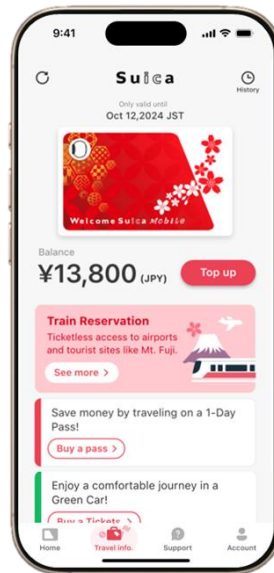 9:41
Suica
History
Only valid until
Oct 12,2024 JST
Welcome Suica Mobile
Balance
¥13,800 (JPY)
Top up
Train Reservation
Ticketless access to airports
and tourist sites like Mt. Fuji.
See more >
Save money by traveling on a 1-Day
Pass!
Buy a pass >
Enjoy a comfortable journey in a
Green Car!
Buy a Tickets >
Home
Travel info.
Support
Account